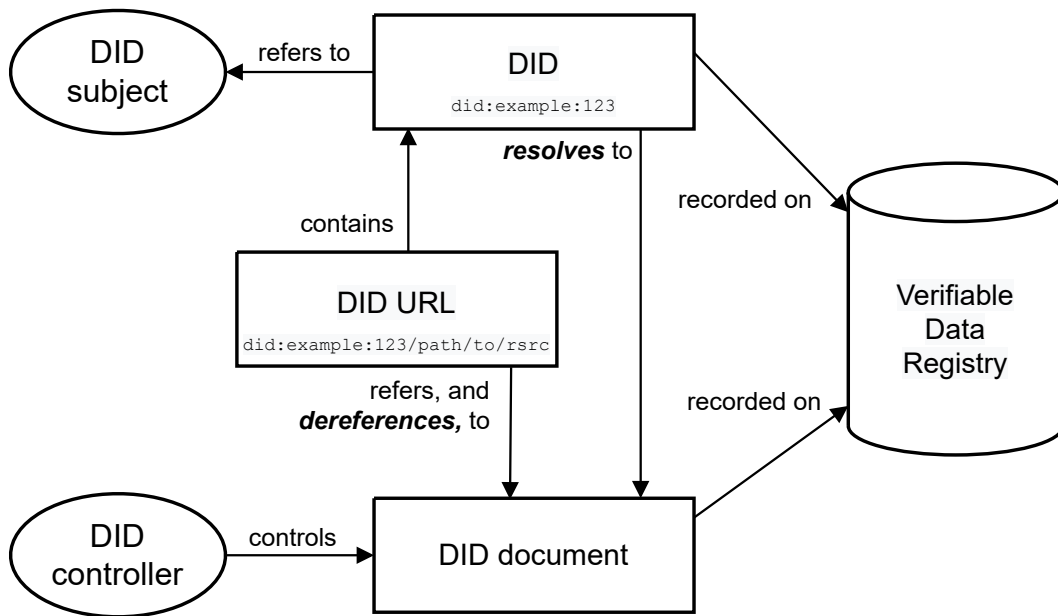 DID
subject
refers to
DID
did:example:123
resolves to
recorded on
contains
DID URL
did:example:123/path/to/rsrc
Verifiable
Data
Registry
refers, and
dereferences, to
recorded on
DID
controller
controls
DID document